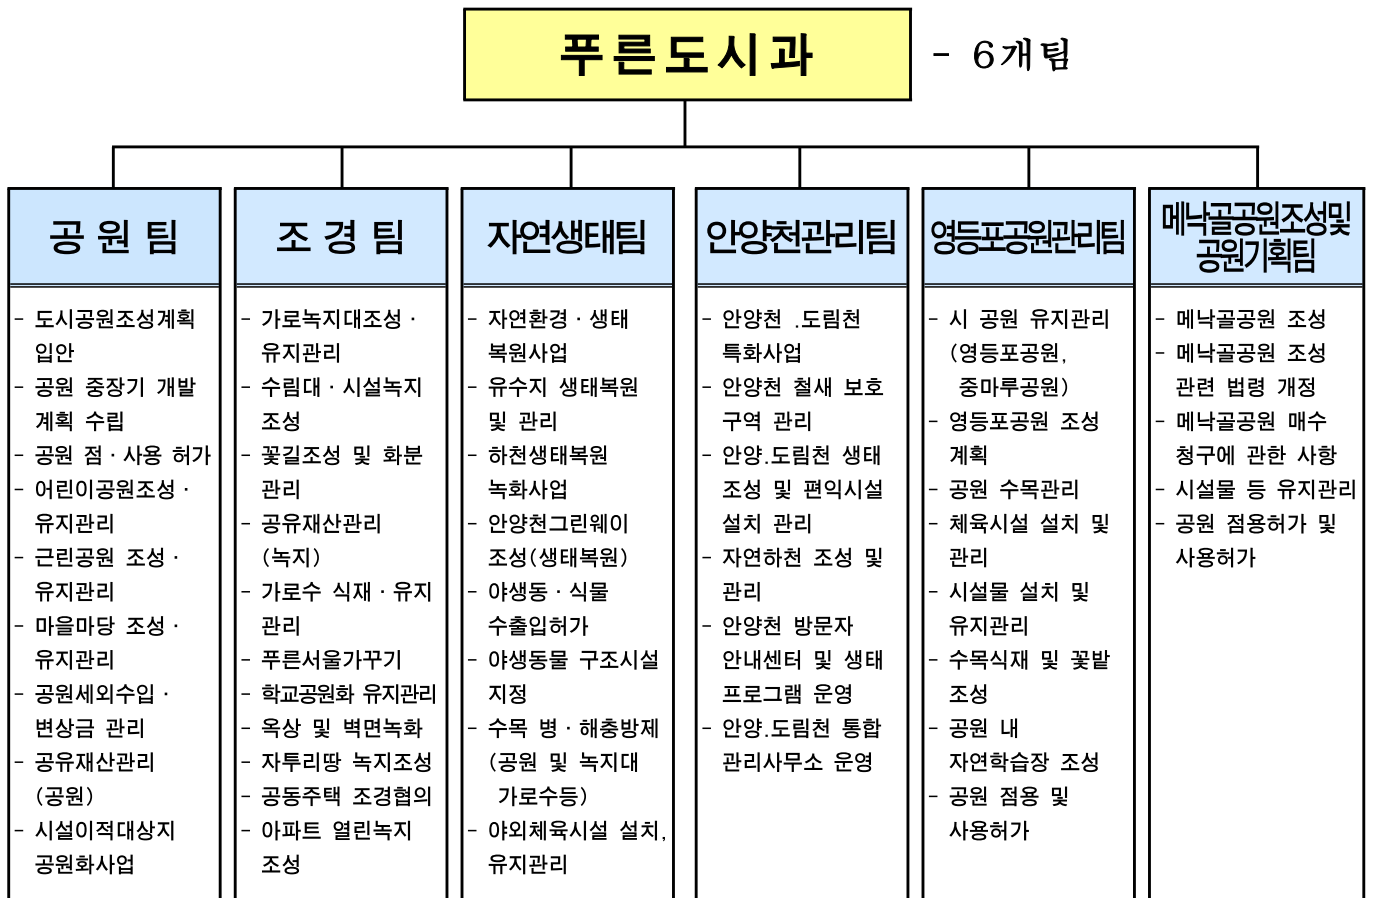 푸른도시과 - 6개팀
공 원 팀
- 도시공원조성계획
입안
- 공원 중장기 개발
계획 수립
- 공원 점·사용 허가
- 어린이공원조성·
유지관리
- 근린공원 조성·
유지관리
- 마을마당 조성·
유지관리
- 공원세외수입·
변상금 관리
- 공유재산관리
(공원)
- 시설이적대상지
공원화사업
조 경 팀
- 가로녹지대조성·
유지관리
- 수림대·시설녹지
조성
- 꽃길조성 및 화분
관리
- 공유재산관리
(녹지)
- 가로수 식재·유지
관리
- 푸른서울가꾸기
- 학교공원화 유지관리
- 옥상 및 벽면녹화
- 자투리땅 녹지조성
- 공동주택 조경협의
- 아파트 열린녹지
조성
자연생태팀
- 자연환경·생태
복원사업
- 유수지 생태복원
및 관리
- 하천생태복원
녹화사업
- 안양천그린웨이
조성(생태복원)
- 야생동·식물
수출입허가
- 야생동물 구조시설
지정
- 수목 병·해충방제
(공원 및 녹지대
가로수등)
- 야외체육시설 설치,
유지관리
안양천관리팀
- 안양천 .도림천
특화사업
- 안양천 철새 보호
구역 관리
- 안양.도림천 생태
조성 및 편익시설
설치 관리
- 자연하천 조성 및
관리
- 안양천 방문자
안내센터 및 생태
프로그램 운영
- 안양.도림천 통합
관리사무소 운영
영등포공원관리팀
- 시 공원 유지관리
(영등포공원,
중마루공원)
- 영등포공원 조성
계획
- 공원 수목관리
- 체육시설 설치 및
관리
- 시설물 설치 및
유지관리
- 수목식재 및 꽃밭
조성
- 공원 내
자연학습장 조성
- 공원 점용 및
사용허가
메낙골공원조성및
공원기획팀
- 메낙골공원 조성
- 메낙골공원 조성
관련 법령 개정
- 메낙골공원 매수
청구에 관한 사항
- 시설물 등 유지관리
- 공원 점용허가 및
사용허가